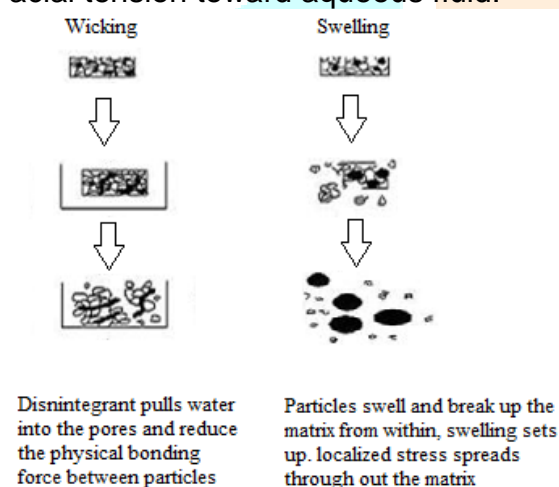 acial tension toward aqueous fluid.
Wicking
Swelling
Disnintegrant pulls water
into the pores and reduce
the physical bonding
force between particles
Particles swell and break up the
matrix from within, swelling sets
up. localized stress spreads
through out the matrix